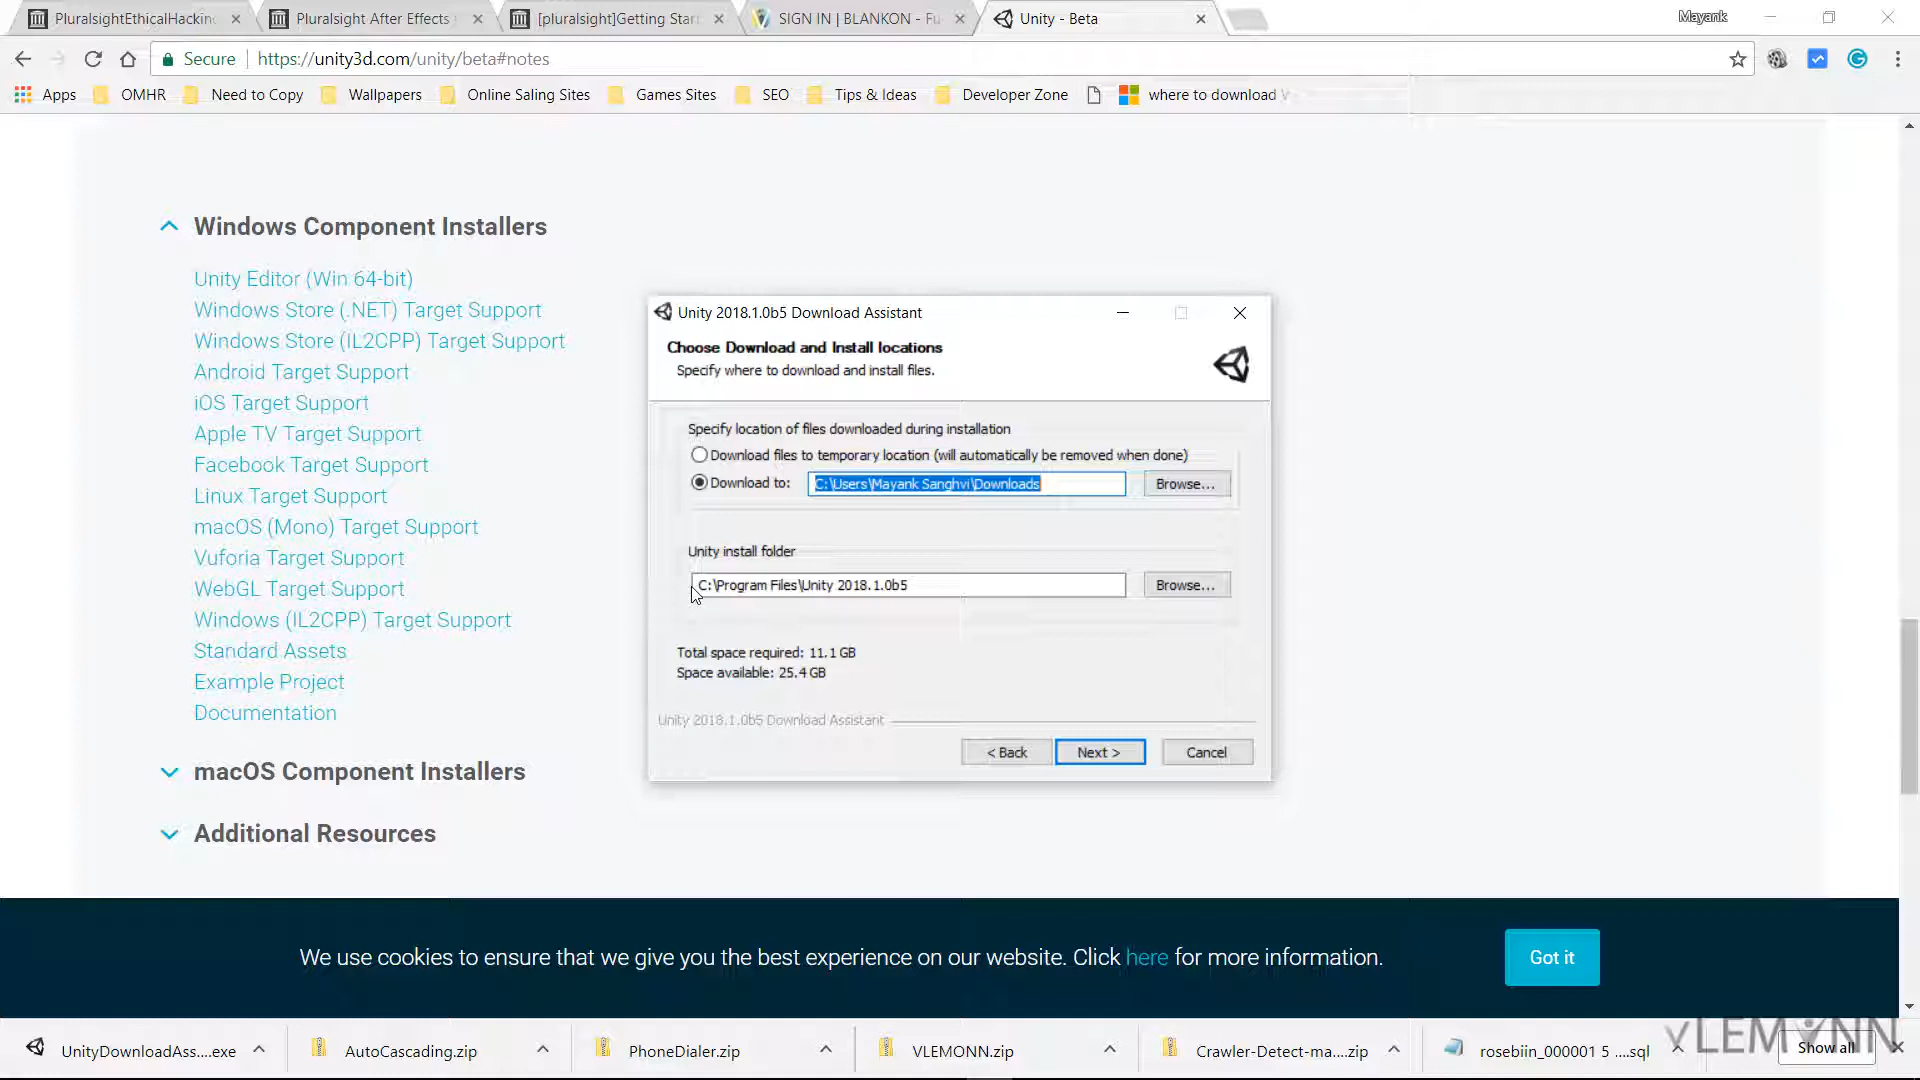 PluralsightEthicalHackin
Pluralsight After Effects
[pluralsight]Getting Star
SIGN IN | BLANKON - Fu
Unity - Beta
Mayank
Secure
https://unity3d.com/unity/beta#notes
Apps
OMHR
Need to Copy
Wallpapers
Online Saling Sites
Games Sites
SEO
Tips & Ideas
Developer Zone
where to download V
Windows Component Installers
Unity Editor (Win 64-bit)
Windows Store (.NET) Target Support
Windows Store (IL2CPP) Target Support
Android Target Support
iOS Target Support
Apple TV Target Support
Facebook Target Support
Linux Target Support
macOS (Mono) Target Support
Vuforia Target Support
WebGL Target Support
Windows (IL2CPP) Target Support
Standard Assets
Example Project
Documentation
macOS Component Installers
Additional Resources
Unity 2018.1.0b5 Download Assistant
Choose Download and Install locations
Specify where to download and install files.
Specify location of files downloaded during installation
Download files to temporary location (will automatically be removed when done)
Download to:
C:\Users\Mayank Sanghvi\Downloads
Browse...
Unity install folder
C:\Program Files\Unity 2018.1.0b5
Browse...
Total space required: 11.1 GB
Space available: 25.4 GB
Unity 2018.1.0b5 Download Assistant
< Back
Next >
Cancel
We use cookies to ensure that we give you the best experience on our website. Click here for more information.
Got it
UnityDownloadAss....exe
AutoCascading.zip
PhoneDialer.zip
VLEMONN.zip
Crawler-Detect-ma....zip
rosebiin_000001 5 ....sql
Show all
VLEMONN